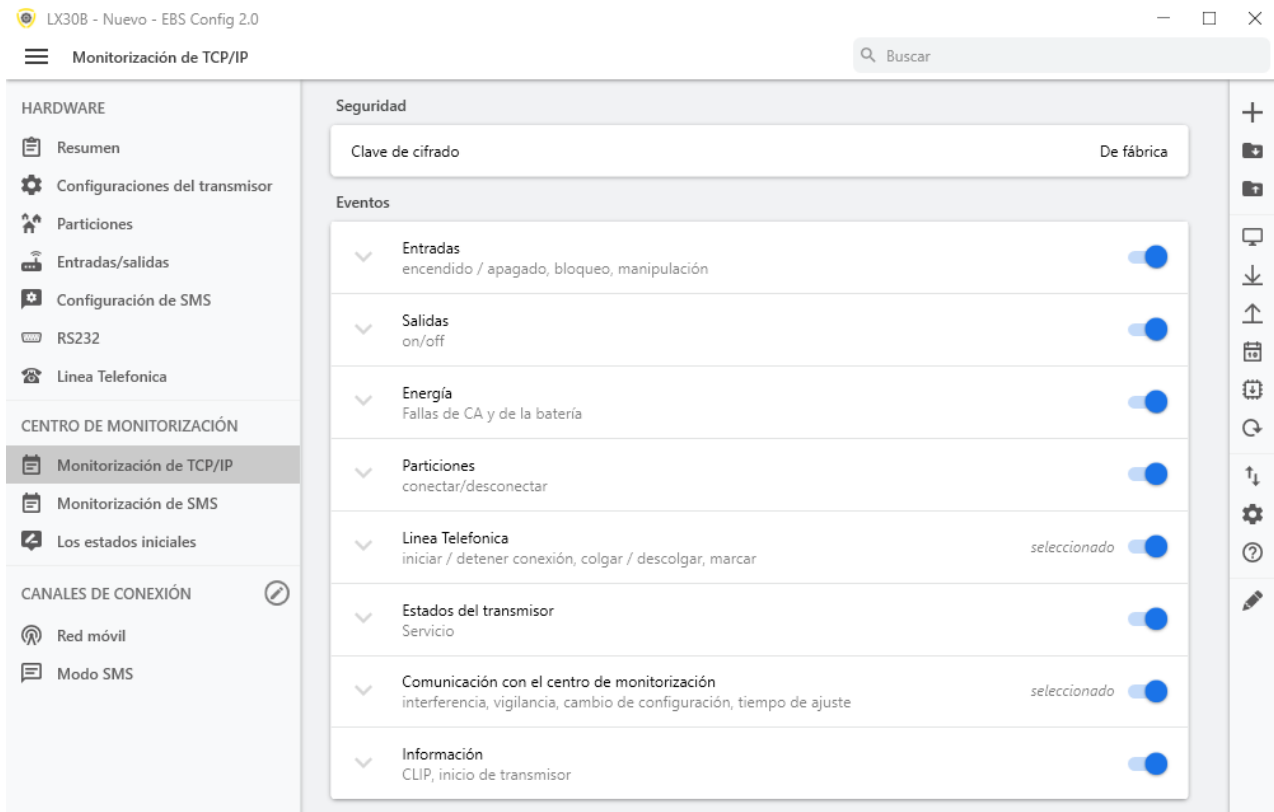 LX30B - Nuevo - EBS Config 2.0
Monitorización de TCP/IP
Buscar
HARDWARE
Resumen
Configuraciones del transmisor
Particiones
Entradas/salidas
Configuración de SMS
RS232
Linea Telefonica
CENTRO DE MONITORIZACIÓN
Monitorización de TCP/IP
Monitorización de SMS
Los estados iniciales
CANALES DE CONEXIÓN
Red móvil
Modo SMS
Seguridad
Clave de cifrado De fábrica
Eventos
Entradas
encendido / apagado, bloqueo, manipulación
Salidas
on/off
Energía
Fallas de CA y de la batería
Particiones
conectar/desconectar
Linea Telefonica
iniciar / detener conexión, colgar / descolgar, marcar
seleccionado
Estados del transmisor
Servicio
Comunicación con el centro de monitorización
interferencia, vigilancia, cambio de configuración, tiempo de ajuste
seleccionado
Información
CLIP, inicio de transmisor